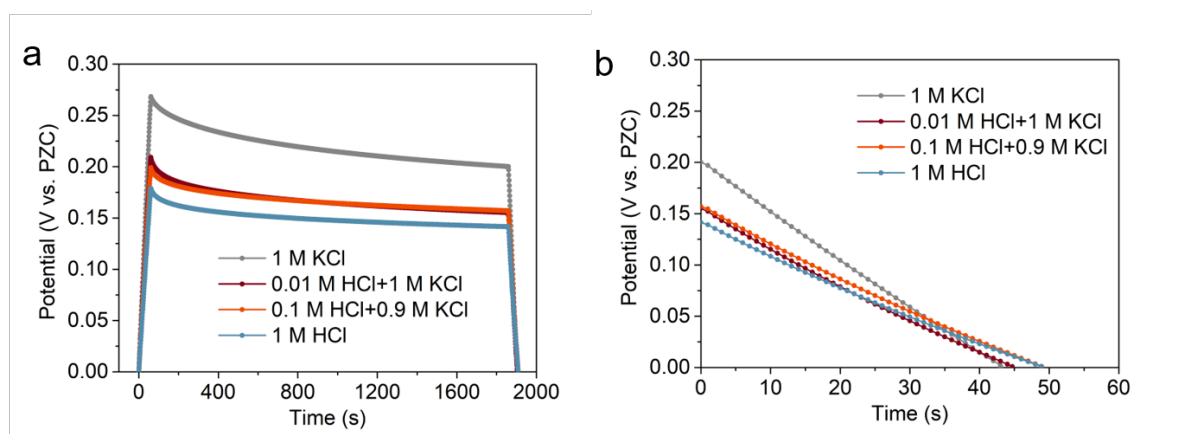 a
0.30
0.25
0.20
0.15
0.10
0.05
0.00
Potential (V vs. PZC)
1 M KCl
0.01 M HCl+1 M KCl
0.1 M HCl+0.9 M KCl
1 M HCl
0 400 800 1200 1600 2000
Time (s)
b
0.30
0.25
0.20
0.15
0.10
0.05
0.00
Potential (V vs. PZC)
1 M KCl
0.01 M HCl+1 M KCl
0.1 M HCl+0.9 M KCl
1 M HCl
0 10 20 30 40 50 60
Time (s)